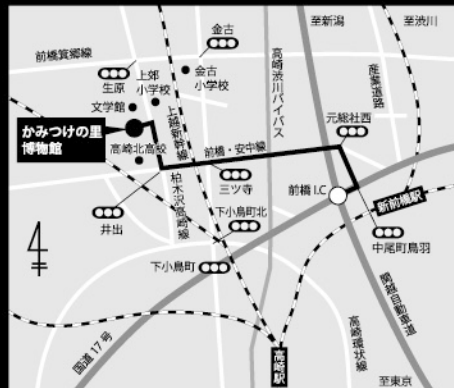 至新潟
至渋川
金古
前橋箕郷線
高崎渋川バイパス
産業道路
生原
上郊
小学校
金古
小学校
文学館
元総社西
上越新幹線
かみつけの里
博物館
高崎北高校
前橋・安中線
柏木沢高崎線
三ツ寺
前橋I.C
新前橋駅
井出
下小鳥町北
中尾町鳥羽
下小鳥町
関越自動車道
高崎環状線
国道17号
高崎駅
至東京